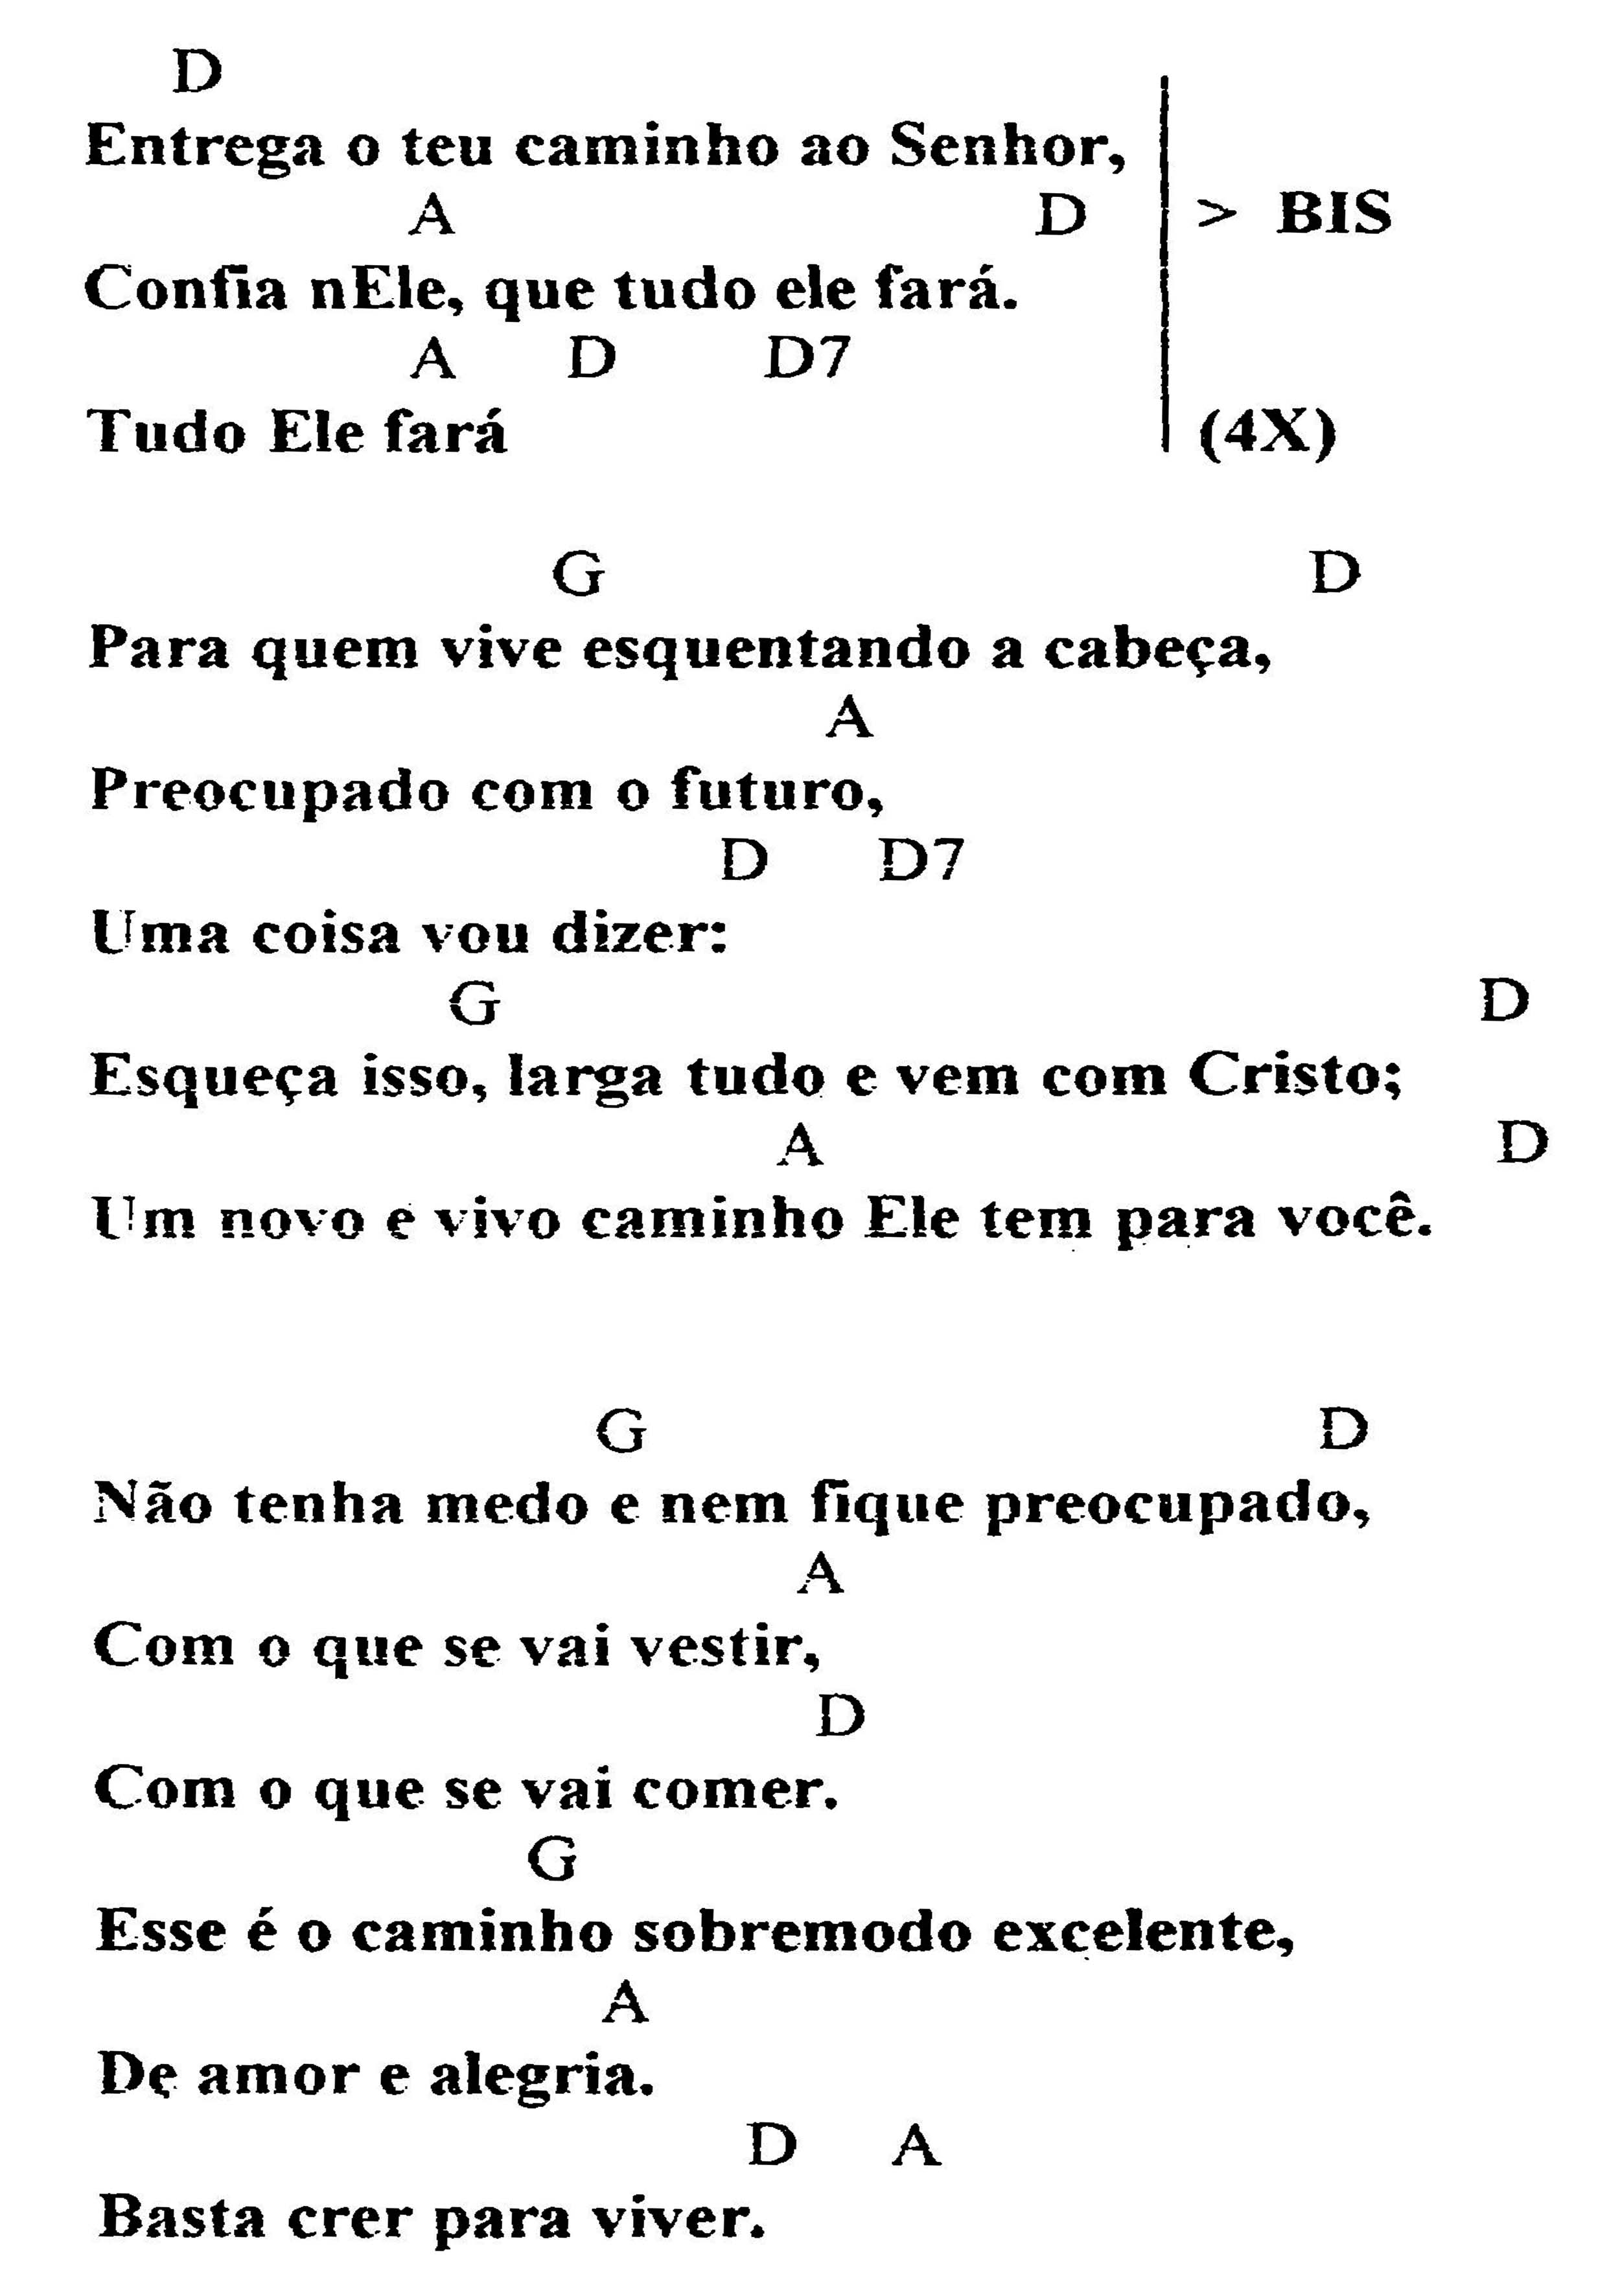 D
Entrega o teu caminho ao Senhor,
A D > BIS
Confia nEle, que tudo ele fará.
A D D7
Tudo Ele fará (4X)
G D
Para quem vive esquentando a cabeça,
A
Preocupado com o futuro,
D D7
Uma coisa vou dizer:
G D
Esqueça isso, larga tudo e vem com Cristo;
A D
Um novo e vivo caminho Ele tem para você.
G D
Não tenha medo e nem fique preocupado,
A
Com o que se vai vestir,
D
Com o que se vai comer.
G
Esse é o caminho sobremodo excelente,
A
De amor e alegria.
D A
Basta crer para viver.